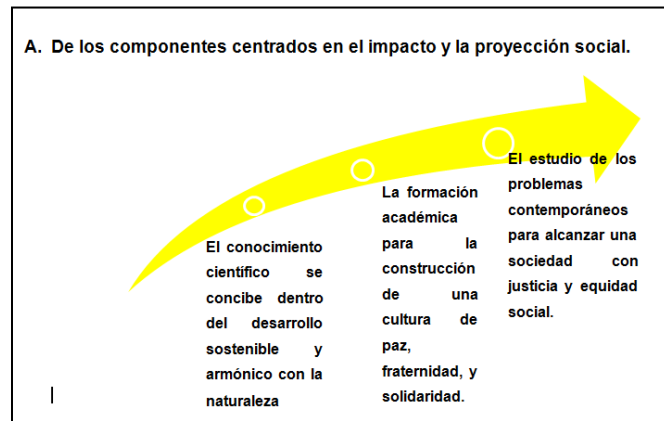 A. De los componentes centrados en el impacto y la proyección social.
El conocimiento
científico se
concibe dentro
del desarrollo
sostenible y
armónico con la
naturaleza
La formación
académica
para la
construcción
de una
cultura de
paz,
fraternidad, y
solidaridad.
El estudio de los
problemas
contemporáneos
para alcanzar una
sociedad con
justicia y equidad
social.